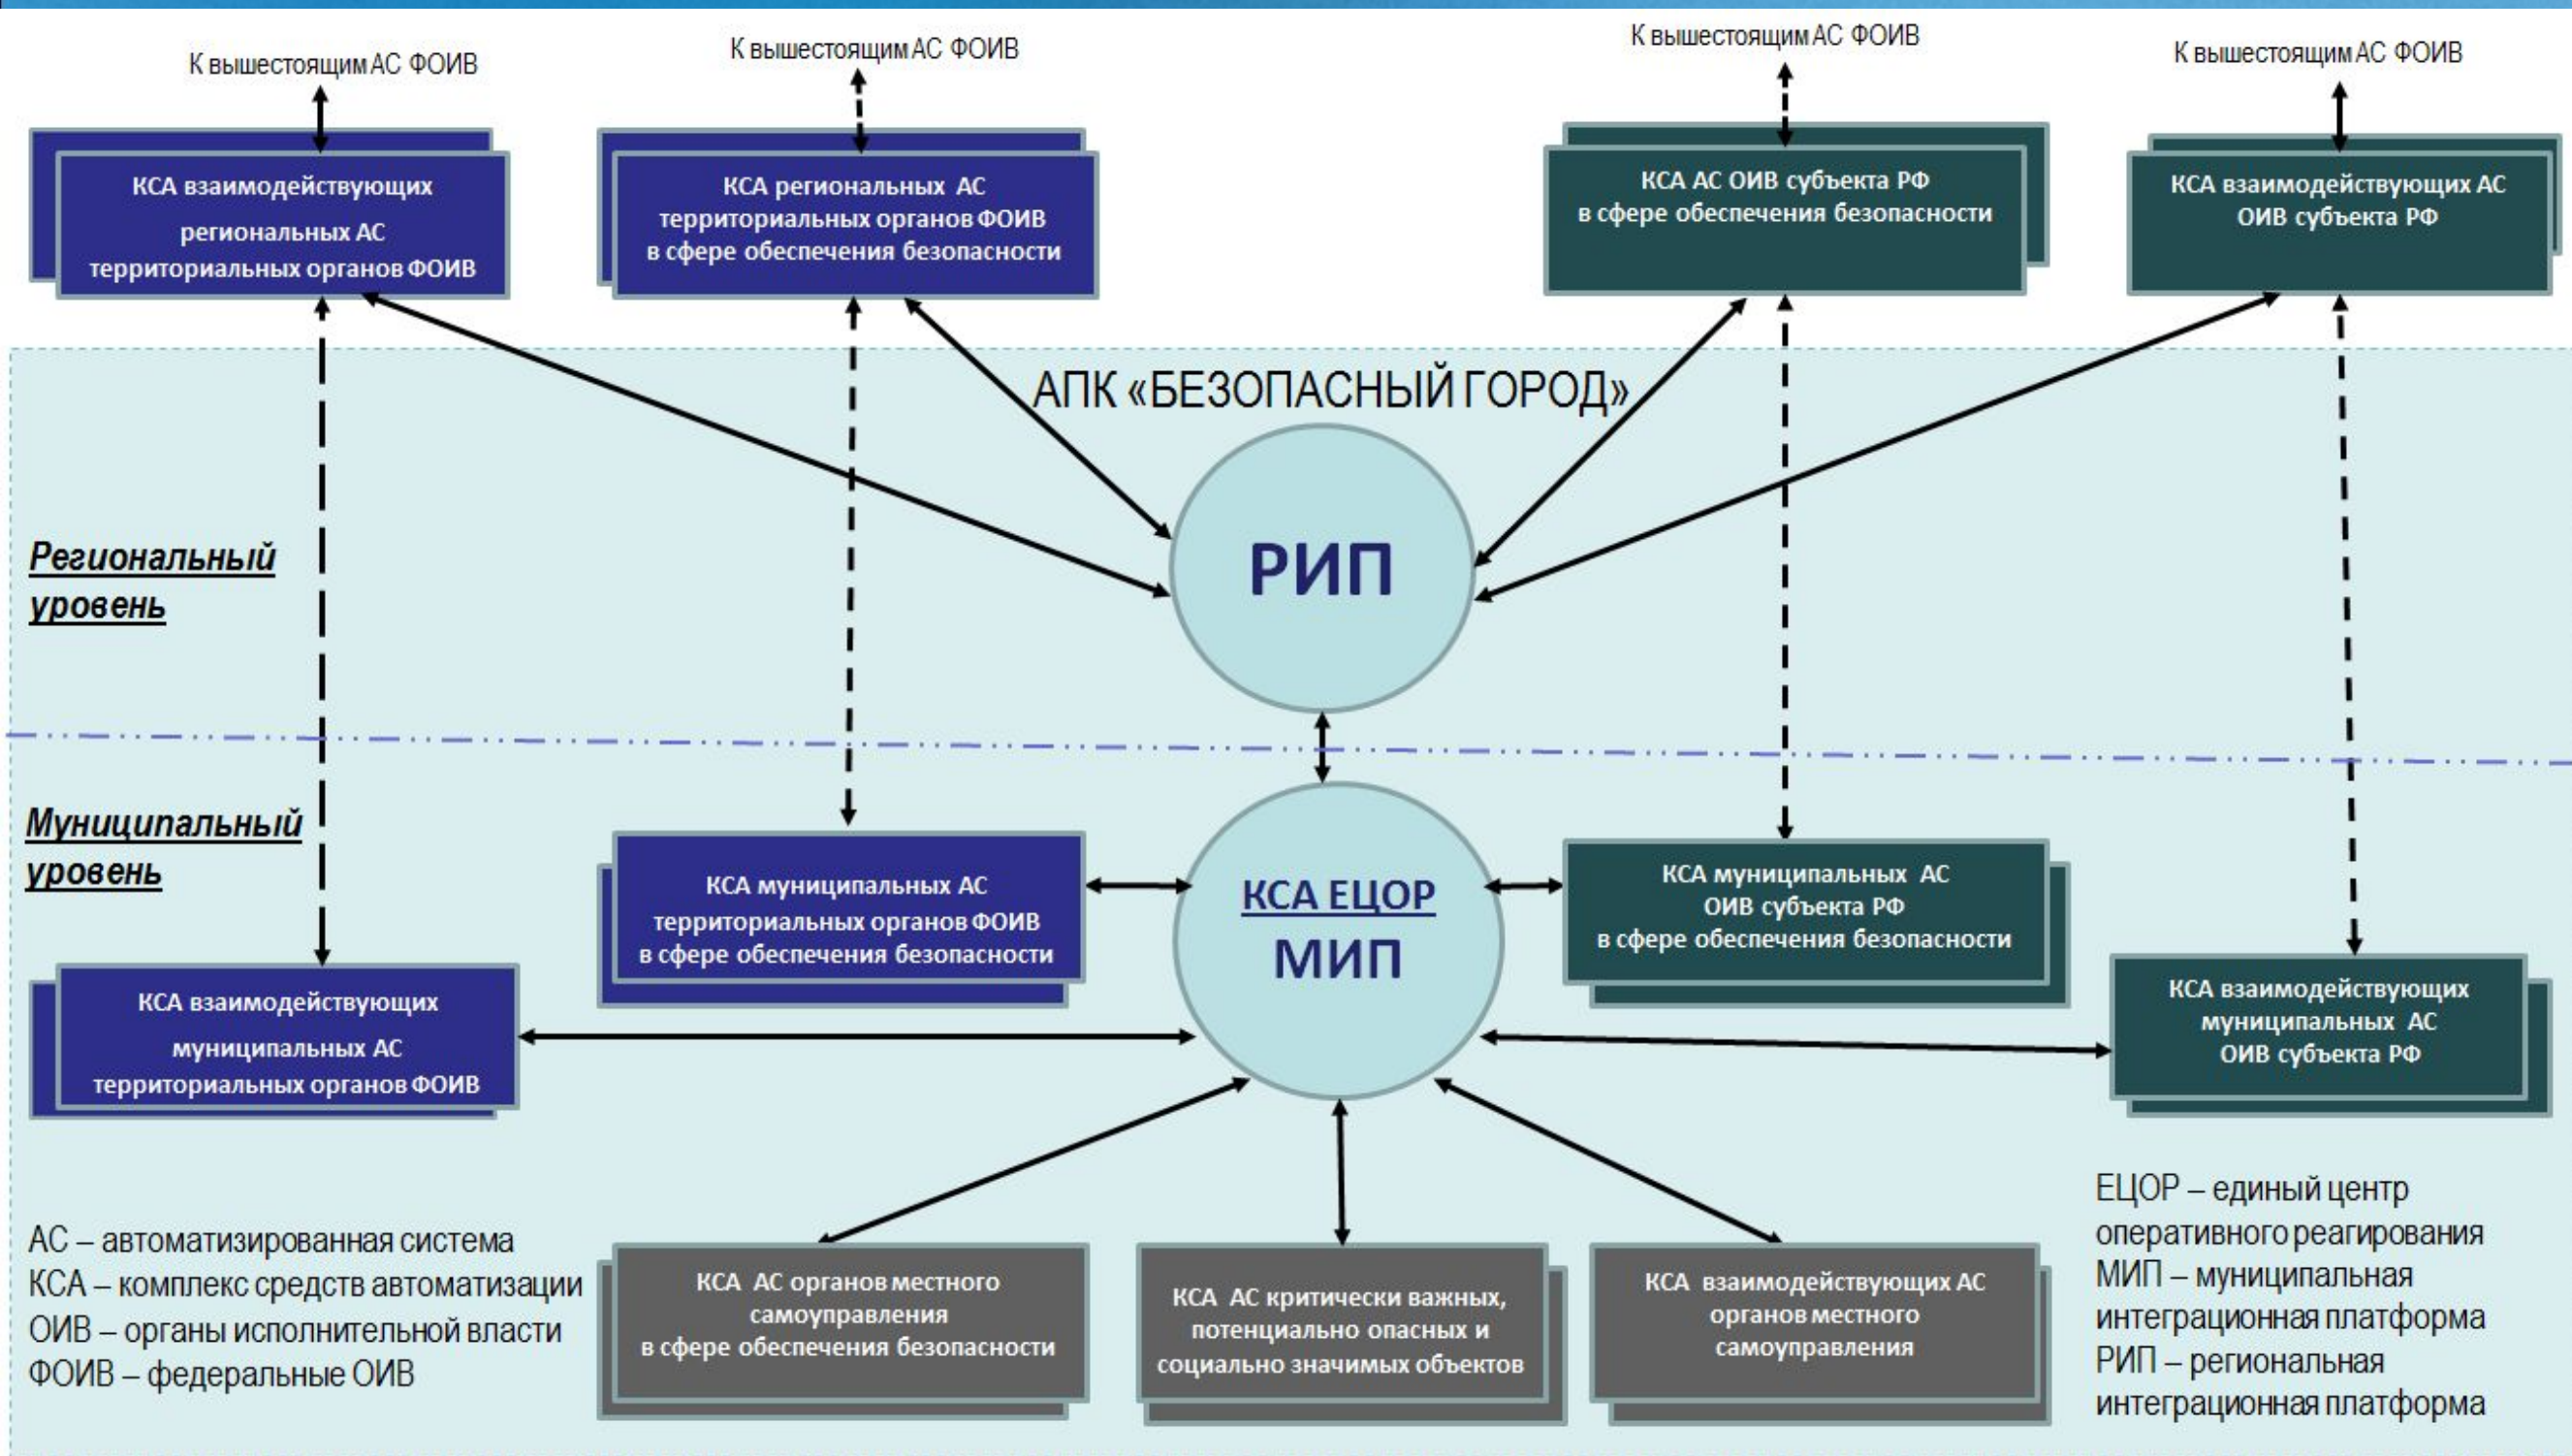 К вышестоящим АС ФОИВ
К вышестоящим АС ФОИВ
К вышестоящим АС ФОИВ
К вышестоящим АС ФОИВ
КСА взаимодействующих
региональных АС
территориальных органов ФОИВ
КСА региональных АС
территориальных органов ФОИВ
в сфере обеспечения безопасности
КСА АС ОИВ субъекта РФ
в сфере обеспечения безопасности
КСА взаимодействующих АС
ОИВ субъекта РФ
АПК «БЕЗОПАСНЫЙ ГОРОД»
РИП
Региональный
уровень
Муниципальный
уровень
КСА муниципальных АС
территориальных органов ФОИВ
в сфере обеспечения безопасности
КСА ЕЦОР
МИП
КСА муниципальных АС
ОИВ субъекта РФ
в сфере обеспечения безопасности
КСА взаимодействующих
муниципальных АС
территориальных органов ФОИВ
КСА взаимодействующих
муниципальных АС
ОИВ субъекта РФ
АС – автоматизированная система
КСА – комплекс средств автоматизации
ОИВ – органы исполнительной власти
ФОИВ – федеральные ОИВ
КСА АС органов местного
самоуправления
в сфере обеспечения безопасности
КСА АС критически важных,
потенциально опасных и
социально значимых объектов
КСА взаимодействующих АС
органов местного
самоуправления
ЕЦОР – единый центр
оперативного реагирования
МИП – муниципальная
интеграционная платформа
РИП – региональная
интеграционная платформа